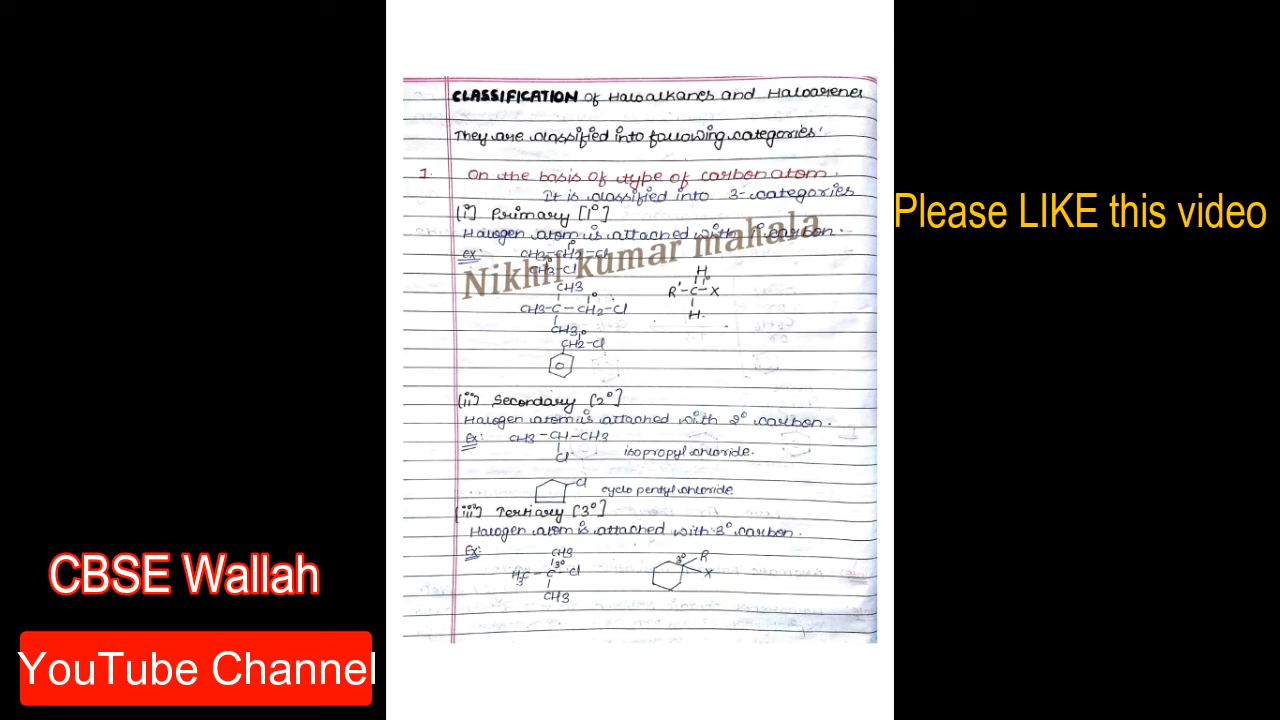 CLASSIFICATION of Haloalkanes and Haloarenes
They are classified into following categories'
1. On the basis of type of carbon atom.
It is classified into 3-categories
(i) Primary [1°]
Halogen atom is attached with 1° carbon.
Ex: CH3-CH2-Cl
CH3-Cl
Nikhil kumar mahala
CH3
CH3-C-CH2-Cl
CH3
CH2-Cl
H
R'-C-X
H
(ii) Secondary [2°]
Halogen atom is attached with 2° carbon.
Ex: CH3-CH-CH3
Cl
isopropyl chloride.
Cl
cyclo pentyl chloride
(iii) Tertiary [3°]
Halogen atom is attached with 3° carbon.
Ex: CH3
3°
H3C-C-Cl
CH3
3° R
X
Please LIKE this video
CBSE Wallah
YouTube Channel